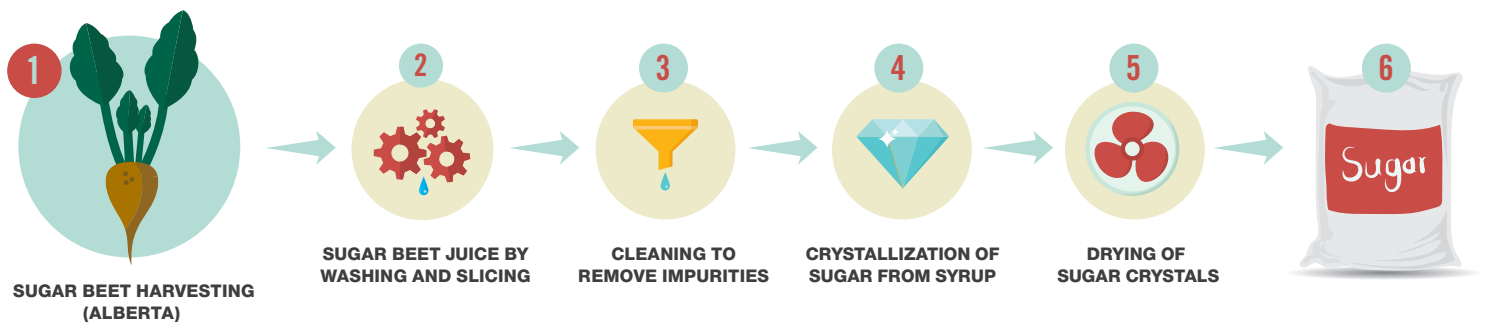 1
SUGAR BEET HARVESTING
(ALBERTA)
2
SUGAR BEET JUICE BY
WASHING AND SLICING
3
CLEANING TO
REMOVE IMPURITIES
4
CRYSTALLIZATION OF
SUGAR FROM SYRUP
5
DRYING OF
SUGAR CRYSTALS
6
Sugar